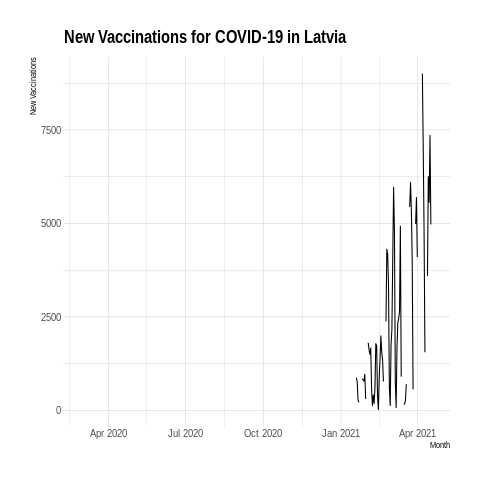 New Vaccinations for COVID-19 in Latvia
New Vaccinations
7500
5000
2500
0
Apr 2020 Jul 2020 Oct 2020 Jan 2021 Apr 2021
Month